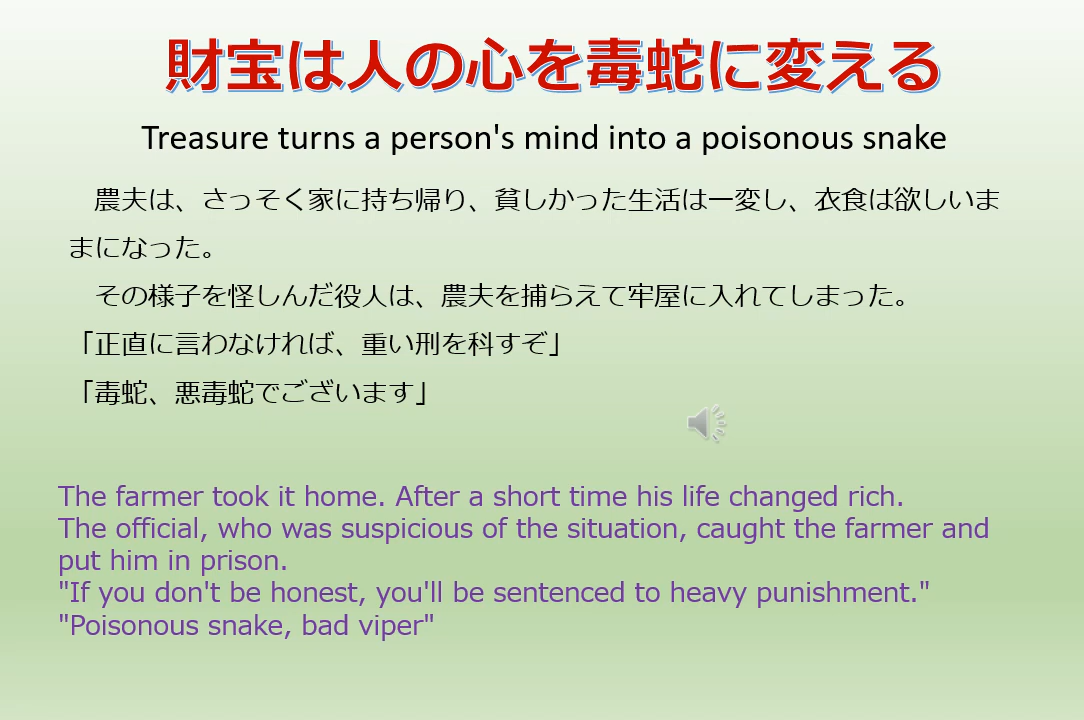 財宝は人の心を毒蛇に変える
Treasure turns a person's mind into a poisonous snake
　農夫は、さっそく家に持ち帰り、貧しかった生活は一変し、衣食は欲しいま
まになった。
　その様子を怪しんだ役人は、農夫を捕らえて牢屋に入れてしまった。
「正直に言わなければ、重い刑を科すぞ」
「毒蛇、悪毒蛇でございます」
The farmer took it home. After a short time his life changed rich.
The official, who was suspicious of the situation, caught the farmer and
put him in prison.
"If you don't be honest, you'll be sentenced to heavy punishment."
"Poisonous snake, bad viper"